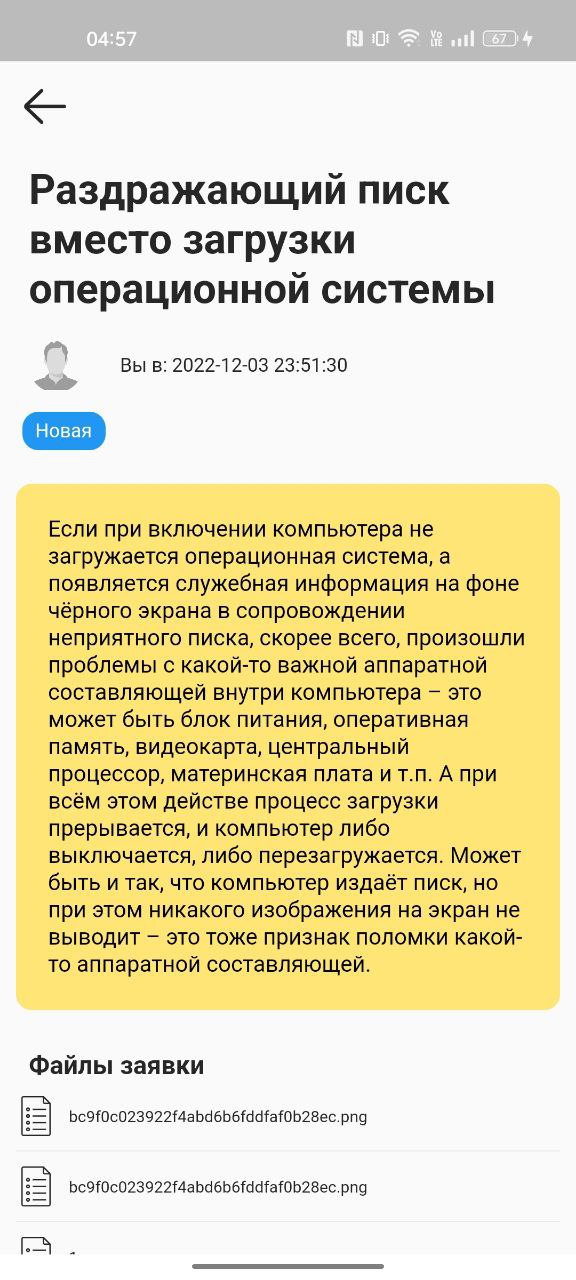 04:57
VO LTE
67
Раздражающий писк
вместо загрузки
операционной системы
Вы в: 2022-12-03 23:51:30
Новая
Если при включении компьютера не
загружается операционная система, а
появляется служебная информация на фоне
чёрного экрана в сопровождении
неприятного писка, скорее всего, произошли
проблемы с какой-то важной аппаратной
составляющей внутри компьютера – это
может быть блок питания, оперативная
память, видеокарта, центральный
процессор, материнская плата и т.п. А при
всём этом действе процесс загрузки
прерывается, и компьютер либо
выключается, либо перезагружается. Может
быть и так, что компьютер издаёт писк, но
при этом никакого изображения на экран не
выводит – это тоже признак поломки какой-
то аппаратной составляющей.
Файлы заявки
bc9f0c023922f4abd6b6fddfaf0b28ec.png
bc9f0c023922f4abd6b6fddfaf0b28ec.png